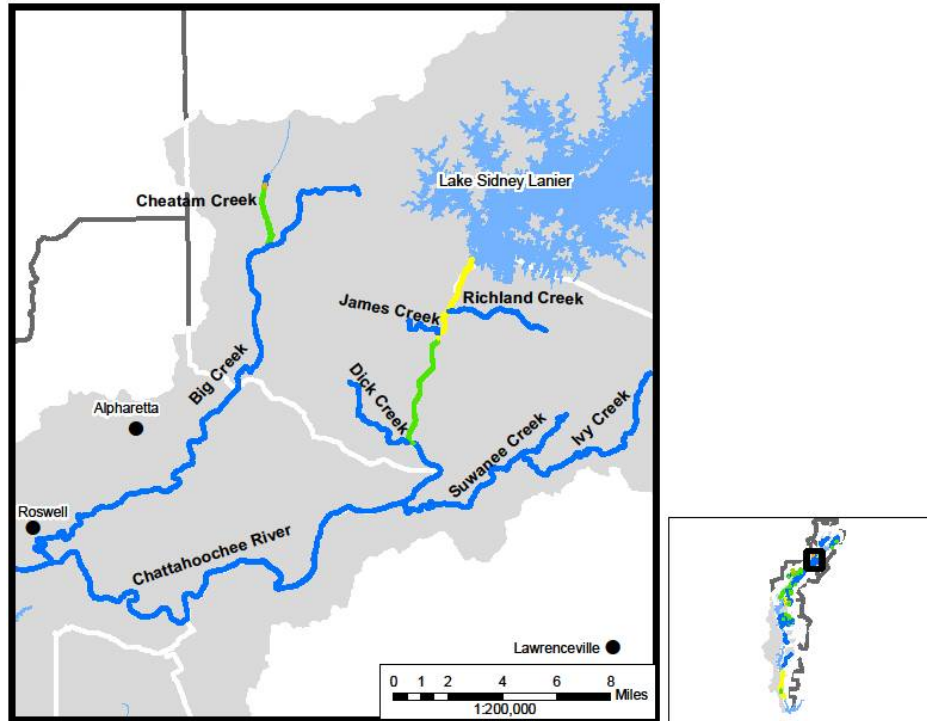 Lake Sidney Lanier
Cheatam Creek
Richland Creek
James Creek
Big Creek
Dick Creek
Alpharetta
Ivy Creek
Suwanee Creek
Roswell
Chattahoochee River
Lawrenceville
0 1 2 4 6 8
Miles
1:200,000